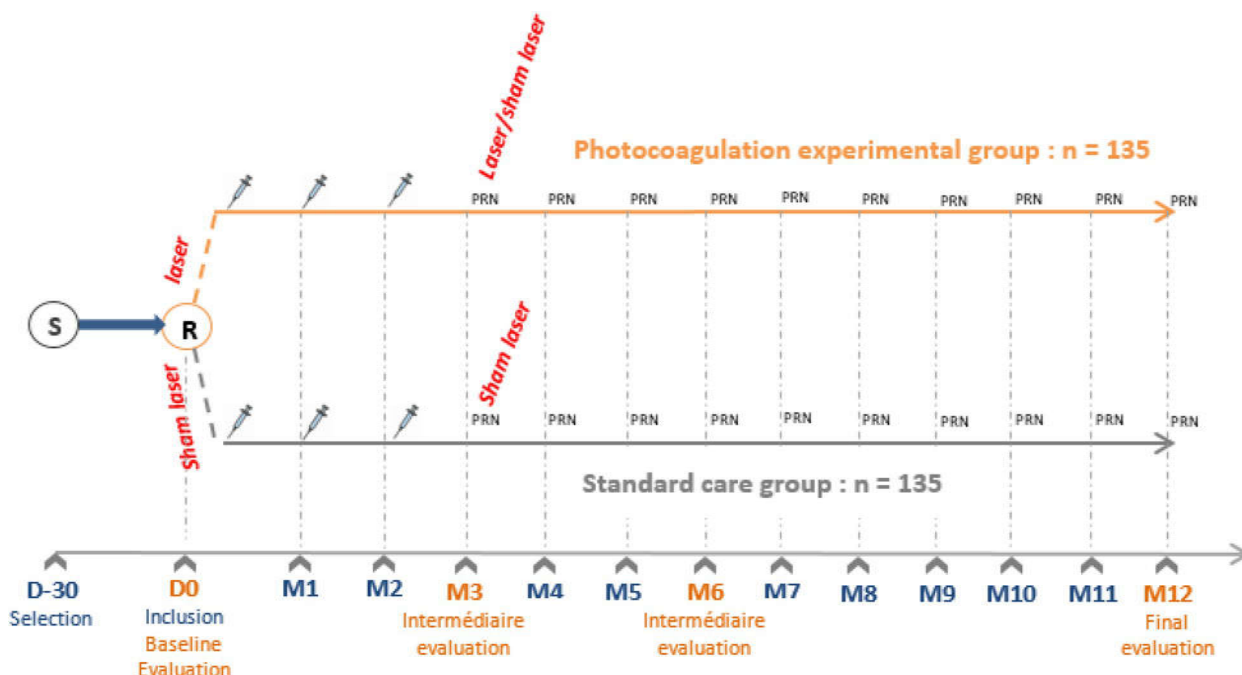 Laser/sham laser
Photocoagulation experimental group : n = 135
PRN PRN PRN PRN PRN PRN PRN PRN PRN PRN
laser
S
R
Sham laser
Sham laser
PRN PRN PRN PRN PRN PRN PRN PRN PRN PRN
Standard care group : n = 135
D-30 D0 M1 M2 M3 M4 M5 M6 M7 M8 M9 M10 M11 M12
Selection Inclusion Intermédiaire Intermédiaire Final
Baseline evaluation evaluation evaluation
Evaluation